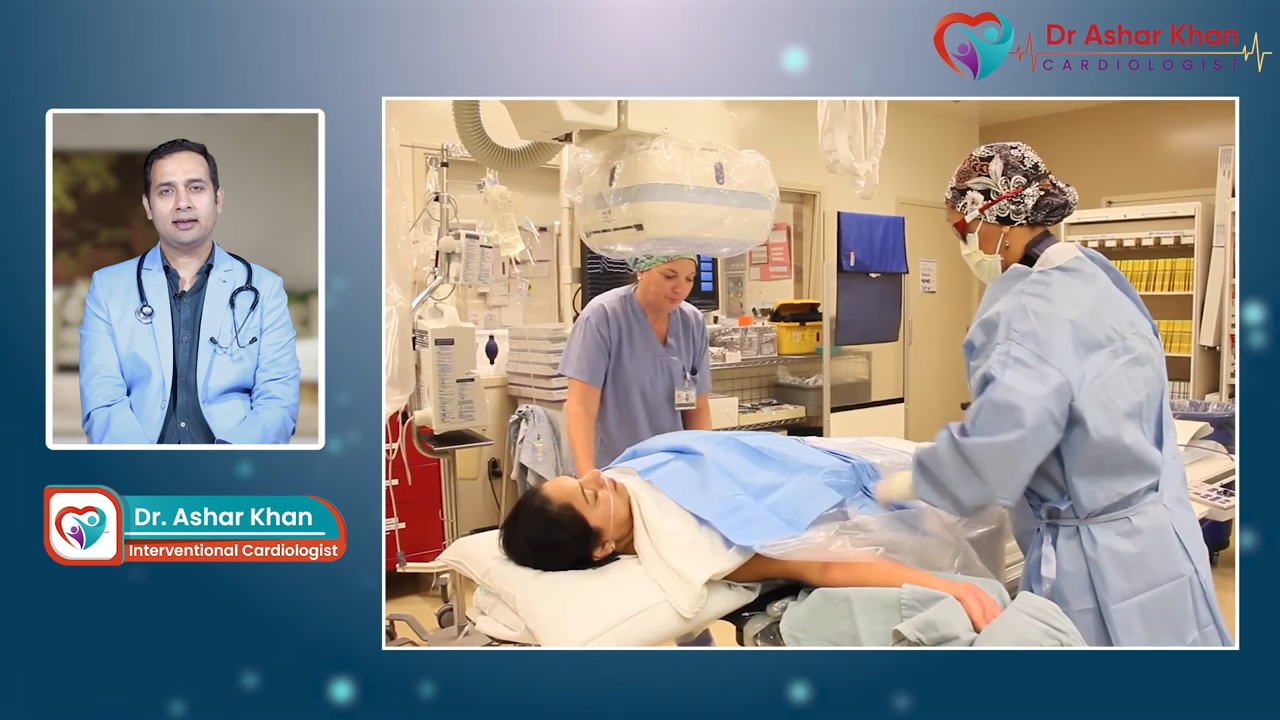 Dr Ashar Khan
CARDIOLOGIST
Dr. Ashar Khan
Interventional Cardiologist